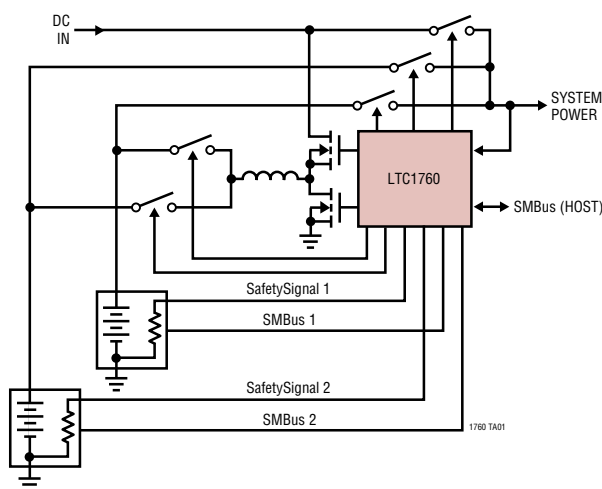 DC
IN
SYSTEM
POWER
LTC1760
SMBus (HOST)
SafetySignal 1
SMBus 1
SafetySignal 2
SMBus 2
1760 TA01